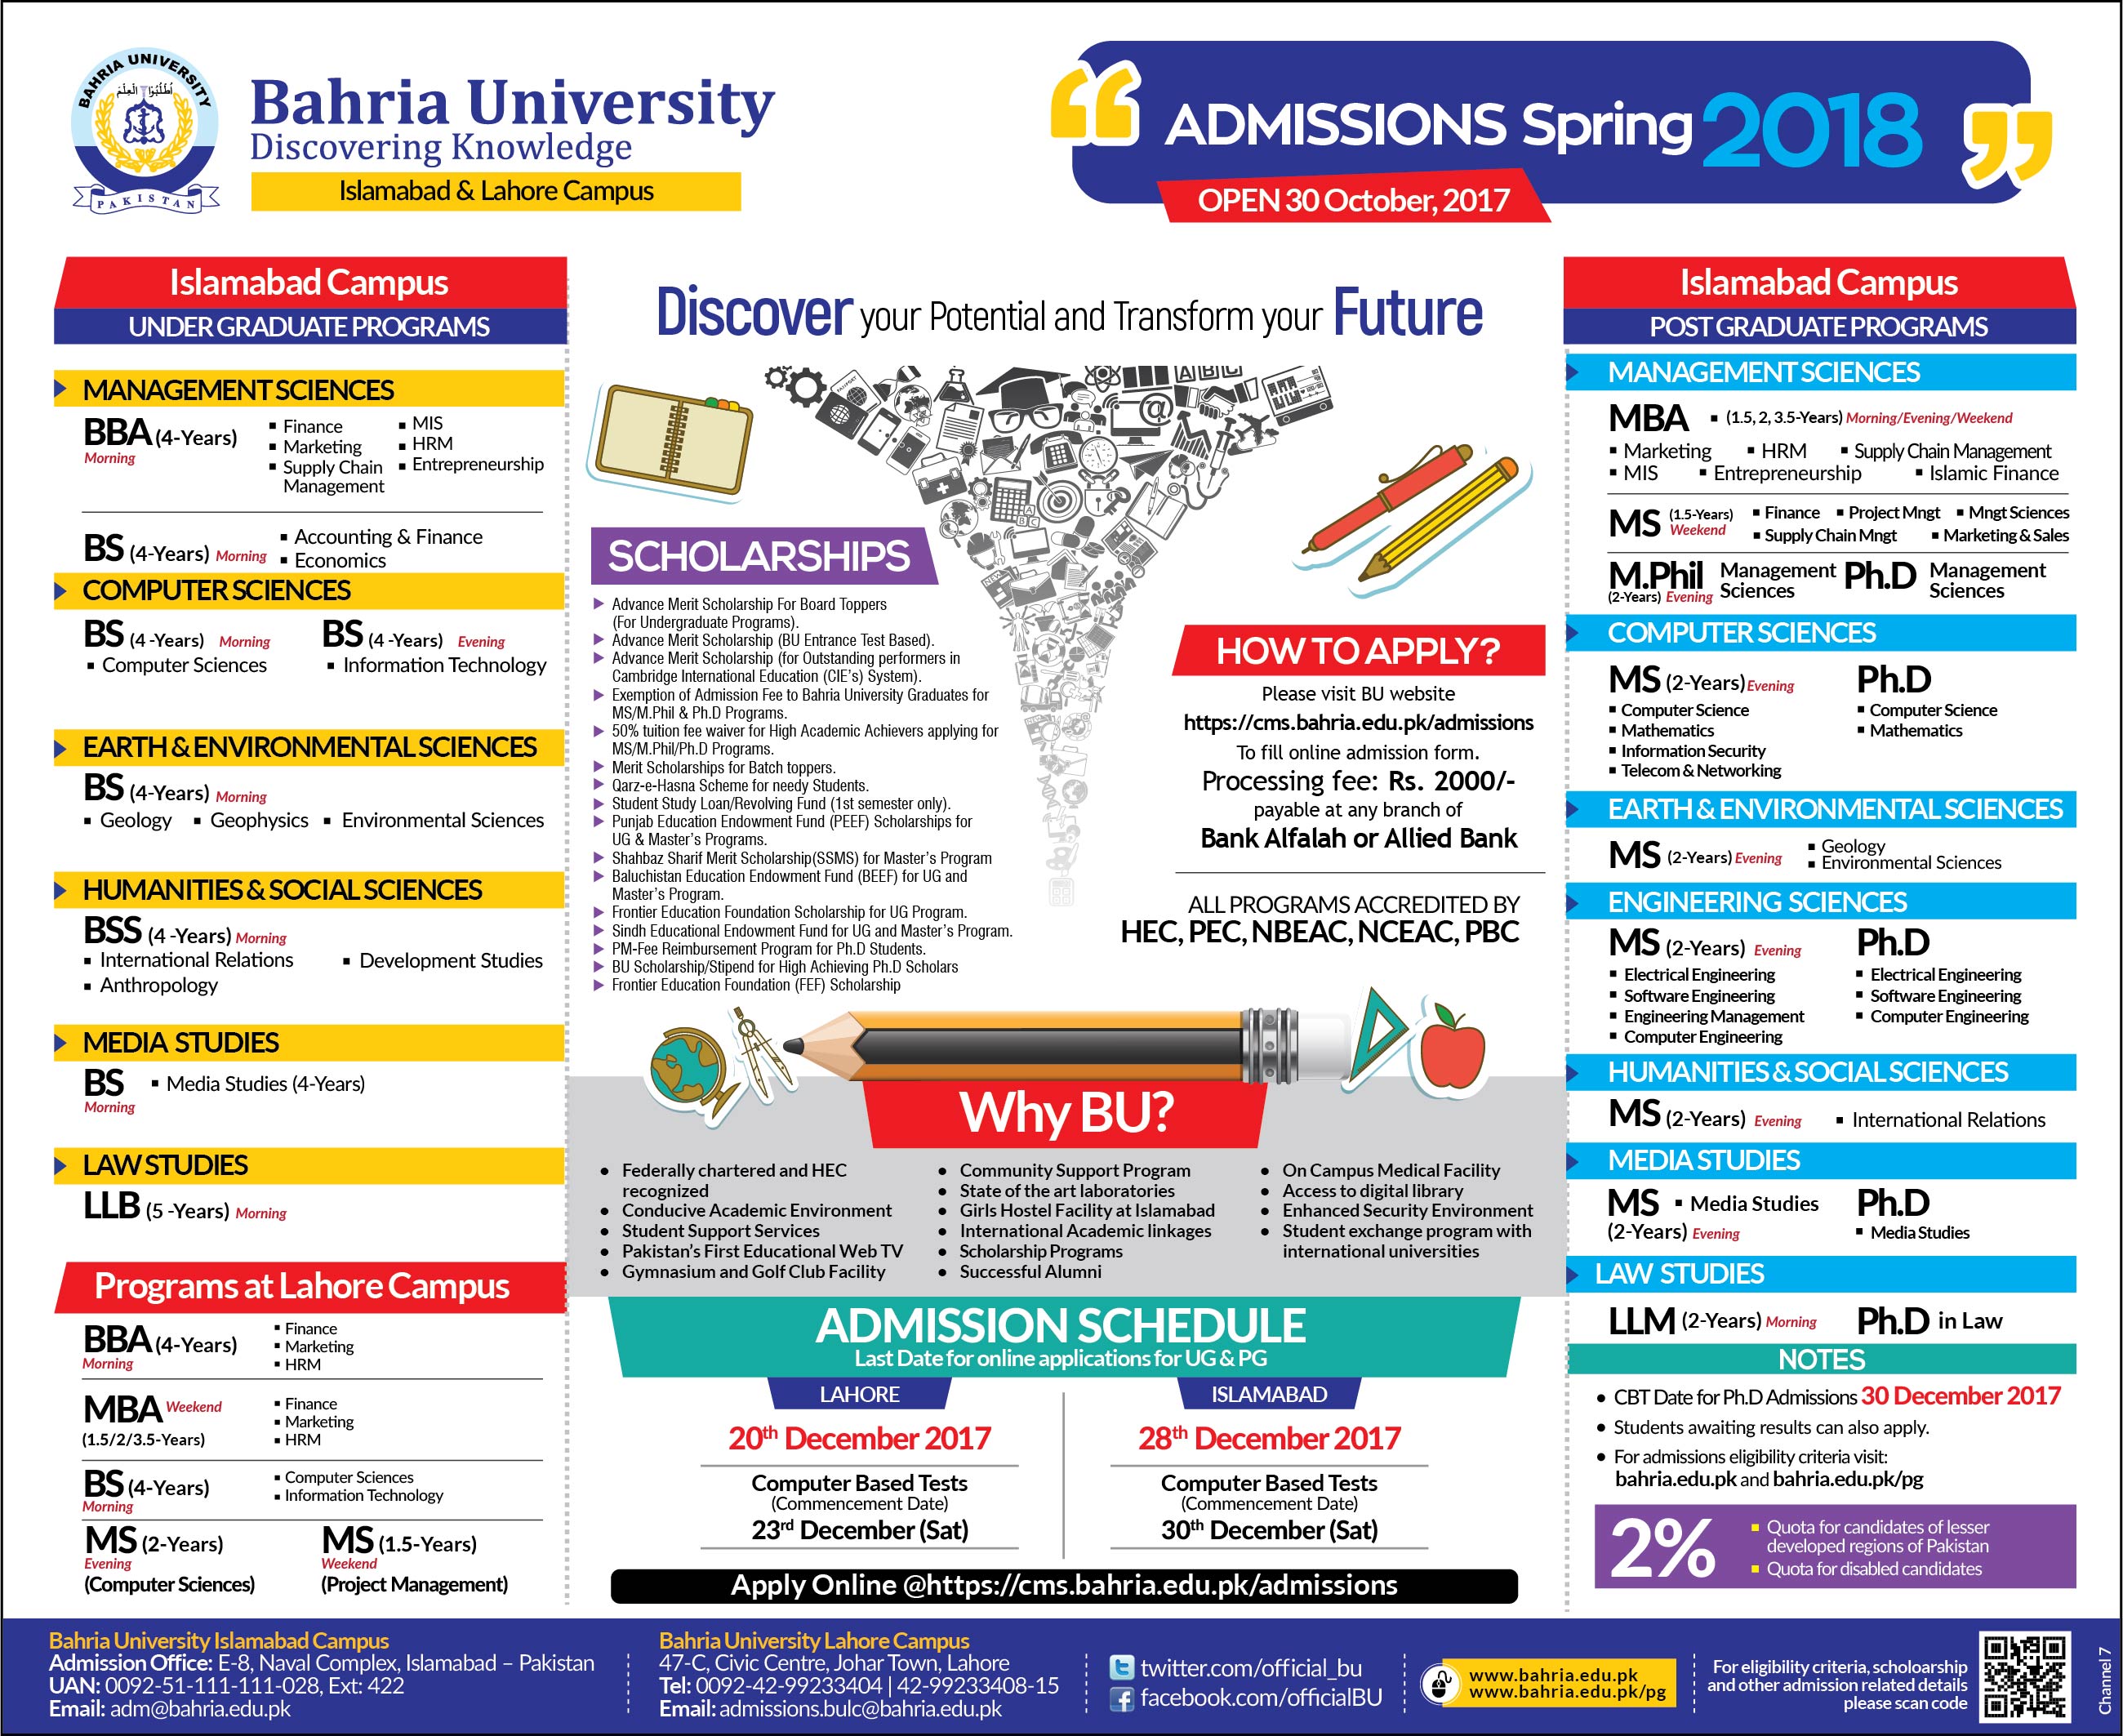 BAHRIA UNIVERSITY
PAKISTAN
Bahria University
Discovering Knowledge
Islamabad & Lahore Campus
ADMISSIONS Spring 2018
OPEN 30 October, 2017
Islamabad Campus
UNDER GRADUATE PROGRAMS
MANAGEMENT SCIENCES
BBA (4-Years)
Morning
▪ Finance
▪ Marketing
▪ Supply Chain
Management
▪ MIS
▪ HRM
▪ Entrepreneurship
BS (4-Years) Morning
▪ Accounting & Finance
▪ Economics
COMPUTER SCIENCES
BS (4 -Years) Morning
▪ Computer Sciences
BS (4 -Years) Evening
▪ Information Technology
EARTH & ENVIRONMENTAL SCIENCES
BS (4-Years) Morning
▪ Geology ▪ Geophysics ▪ Environmental Sciences
HUMANITIES & SOCIAL SCIENCES
BSS (4 -Years) Morning
▪ International Relations ▪ Development Studies
▪ Anthropology
MEDIA STUDIES
BS ▪ Media Studies (4-Years)
Morning
LAW STUDIES
LLB (5 -Years) Morning
Programs at Lahore Campus
BBA (4-Years)
Morning
▪ Finance
▪ Marketing
▪ HRM
MBA Weekend
(1.5/2/3.5-Years)
▪ Finance
▪ Marketing
▪ HRM
BS (4-Years)
Morning
▪ Computer Sciences
▪ Information Technology
MS (2-Years)
Evening
(Computer Sciences)
MS (1.5-Years)
Weekend
(Project Management)
Discover your Potential and Transform your Future
SCHOLARSHIPS
Advance Merit Scholarship For Board Toppers
(For Undergraduate Programs).
Advance Merit Scholarship (BU Entrance Test Based).
Advance Merit Scholarship (for Outstanding performers in
Cambridge International Education (CIE's) System).
Exemption of Admission Fee to Bahria University Graduates for
MS/M.Phil & Ph.D Programs.
50% tuition fee waiver for High Academic Achievers applying for
MS/M.Phil/Ph.D Programs.
Merit Scholarships for Batch toppers.
Qarz-e-Hasna Scheme for needy Students.
Student Study Loan/Revolving Fund (1st semester only).
Punjab Education Endowment Fund (PEEF) Scholarships for
UG & Master's Programs.
Shahbaz Sharif Merit Scholarship(SSMS) for Master's Program
Baluchistan Education Endowment Fund (BEEF) for UG and
Master's Program.
Frontier Education Foundation Scholarship for UG Program.
Sindh Educational Endowment Fund for UG and Master's Program.
PM-Fee Reimbursement Program for Ph.D Students.
BU Scholarship/Stipend for High Achieving Ph.D Scholars
Frontier Education Foundation (FEF) Scholarship
HOW TO APPLY?
Please visit BU website
https://cms.bahria.edu.pk/admissions
To fill online admission form.
Processing fee: Rs. 2000/-
payable at any branch of
Bank Alfalah or Allied Bank
ALL PROGRAMS ACCREDITED BY
HEC, PEC, NBEAC, NCEAC, PBC
Why BU?
• Federally chartered and HEC
recognized
• Conducive Academic Environment
• Student Support Services
• Pakistan's First Educational Web TV
• Gymnasium and Golf Club Facility
• Community Support Program
• State of the art laboratories
• Girls Hostel Facility at Islamabad
• International Academic linkages
• Scholarship Programs
• Successful Alumni
• On Campus Medical Facility
• Access to digital library
• Enhanced Security Environment
• Student exchange program with
international universities
ADMISSION SCHEDULE
Last Date for online applications for UG & PG
LAHORE
20th December 2017
Computer Based Tests
(Commencement Date)
23rd December (Sat)
ISLAMABAD
28th December 2017
Computer Based Tests
(Commencement Date)
30th December (Sat)
Apply Online @https://cms.bahria.edu.pk/admissions
Islamabad Campus
POST GRADUATE PROGRAMS
MANAGEMENT SCIENCES
MBA ▪ (1.5, 2, 3.5-Years) Morning/Evening/Weekend
▪ Marketing ▪ HRM ▪ Supply Chain Management
▪ MIS ▪ Entrepreneurship ▪ Islamic Finance
MS (1.5-Years) Weekend
▪ Finance ▪ Project Mngt ▪ Mngt Sciences
▪ Supply Chain Mngt ▪ Marketing & Sales
M.Phil Management Sciences
(2-Years) Evening
Ph.D Management Sciences
COMPUTER SCIENCES
MS (2-Years) Evening
▪ Computer Science
▪ Mathematics
▪ Information Security
▪ Telecom & Networking
Ph.D
▪ Computer Science
▪ Mathematics
EARTH & ENVIRONMENTAL SCIENCES
MS (2-Years) Evening
▪ Geology
▪ Environmental Sciences
ENGINEERING SCIENCES
MS (2-Years) Evening
▪ Electrical Engineering
▪ Software Engineering
▪ Engineering Management
▪ Computer Engineering
Ph.D
▪ Electrical Engineering
▪ Software Engineering
▪ Computer Engineering
HUMANITIES & SOCIAL SCIENCES
MS (2-Years) Evening ▪ International Relations
MEDIA STUDIES
MS ▪ Media Studies
(2-Years) Evening
Ph.D
▪ Media Studies
LAW STUDIES
LLM (2-Years) Morning
Ph.D in Law
NOTES
• CBT Date for Ph.D Admissions 30 December 2017
• Students awaiting results can also apply.
• For admissions eligibility criteria visit:
bahria.edu.pk and bahria.edu.pk/pg
2%
▪ Quota for candidates of lesser
developed regions of Pakistan
▪ Quota for disabled candidates
Bahria University Islamabad Campus
Admission Office: E-8, Naval Complex, Islamabad – Pakistan
UAN: 0092-51-111-111-028, Ext: 422
Email: adm@bahria.edu.pk
Bahria University Lahore Campus
47-C, Civic Centre, Johar Town, Lahore
Tel: 0092-42-99233404 | 42-99233408-15
Email: admissions.bulc@bahria.edu.pk
twitter.com/official_bu
facebook.com/officialBU
www.bahria.edu.pk
www.bahria.edu.pk/pg
For eligibility criteria, scholoarship
and other admission related details
please scan code
Channel 7